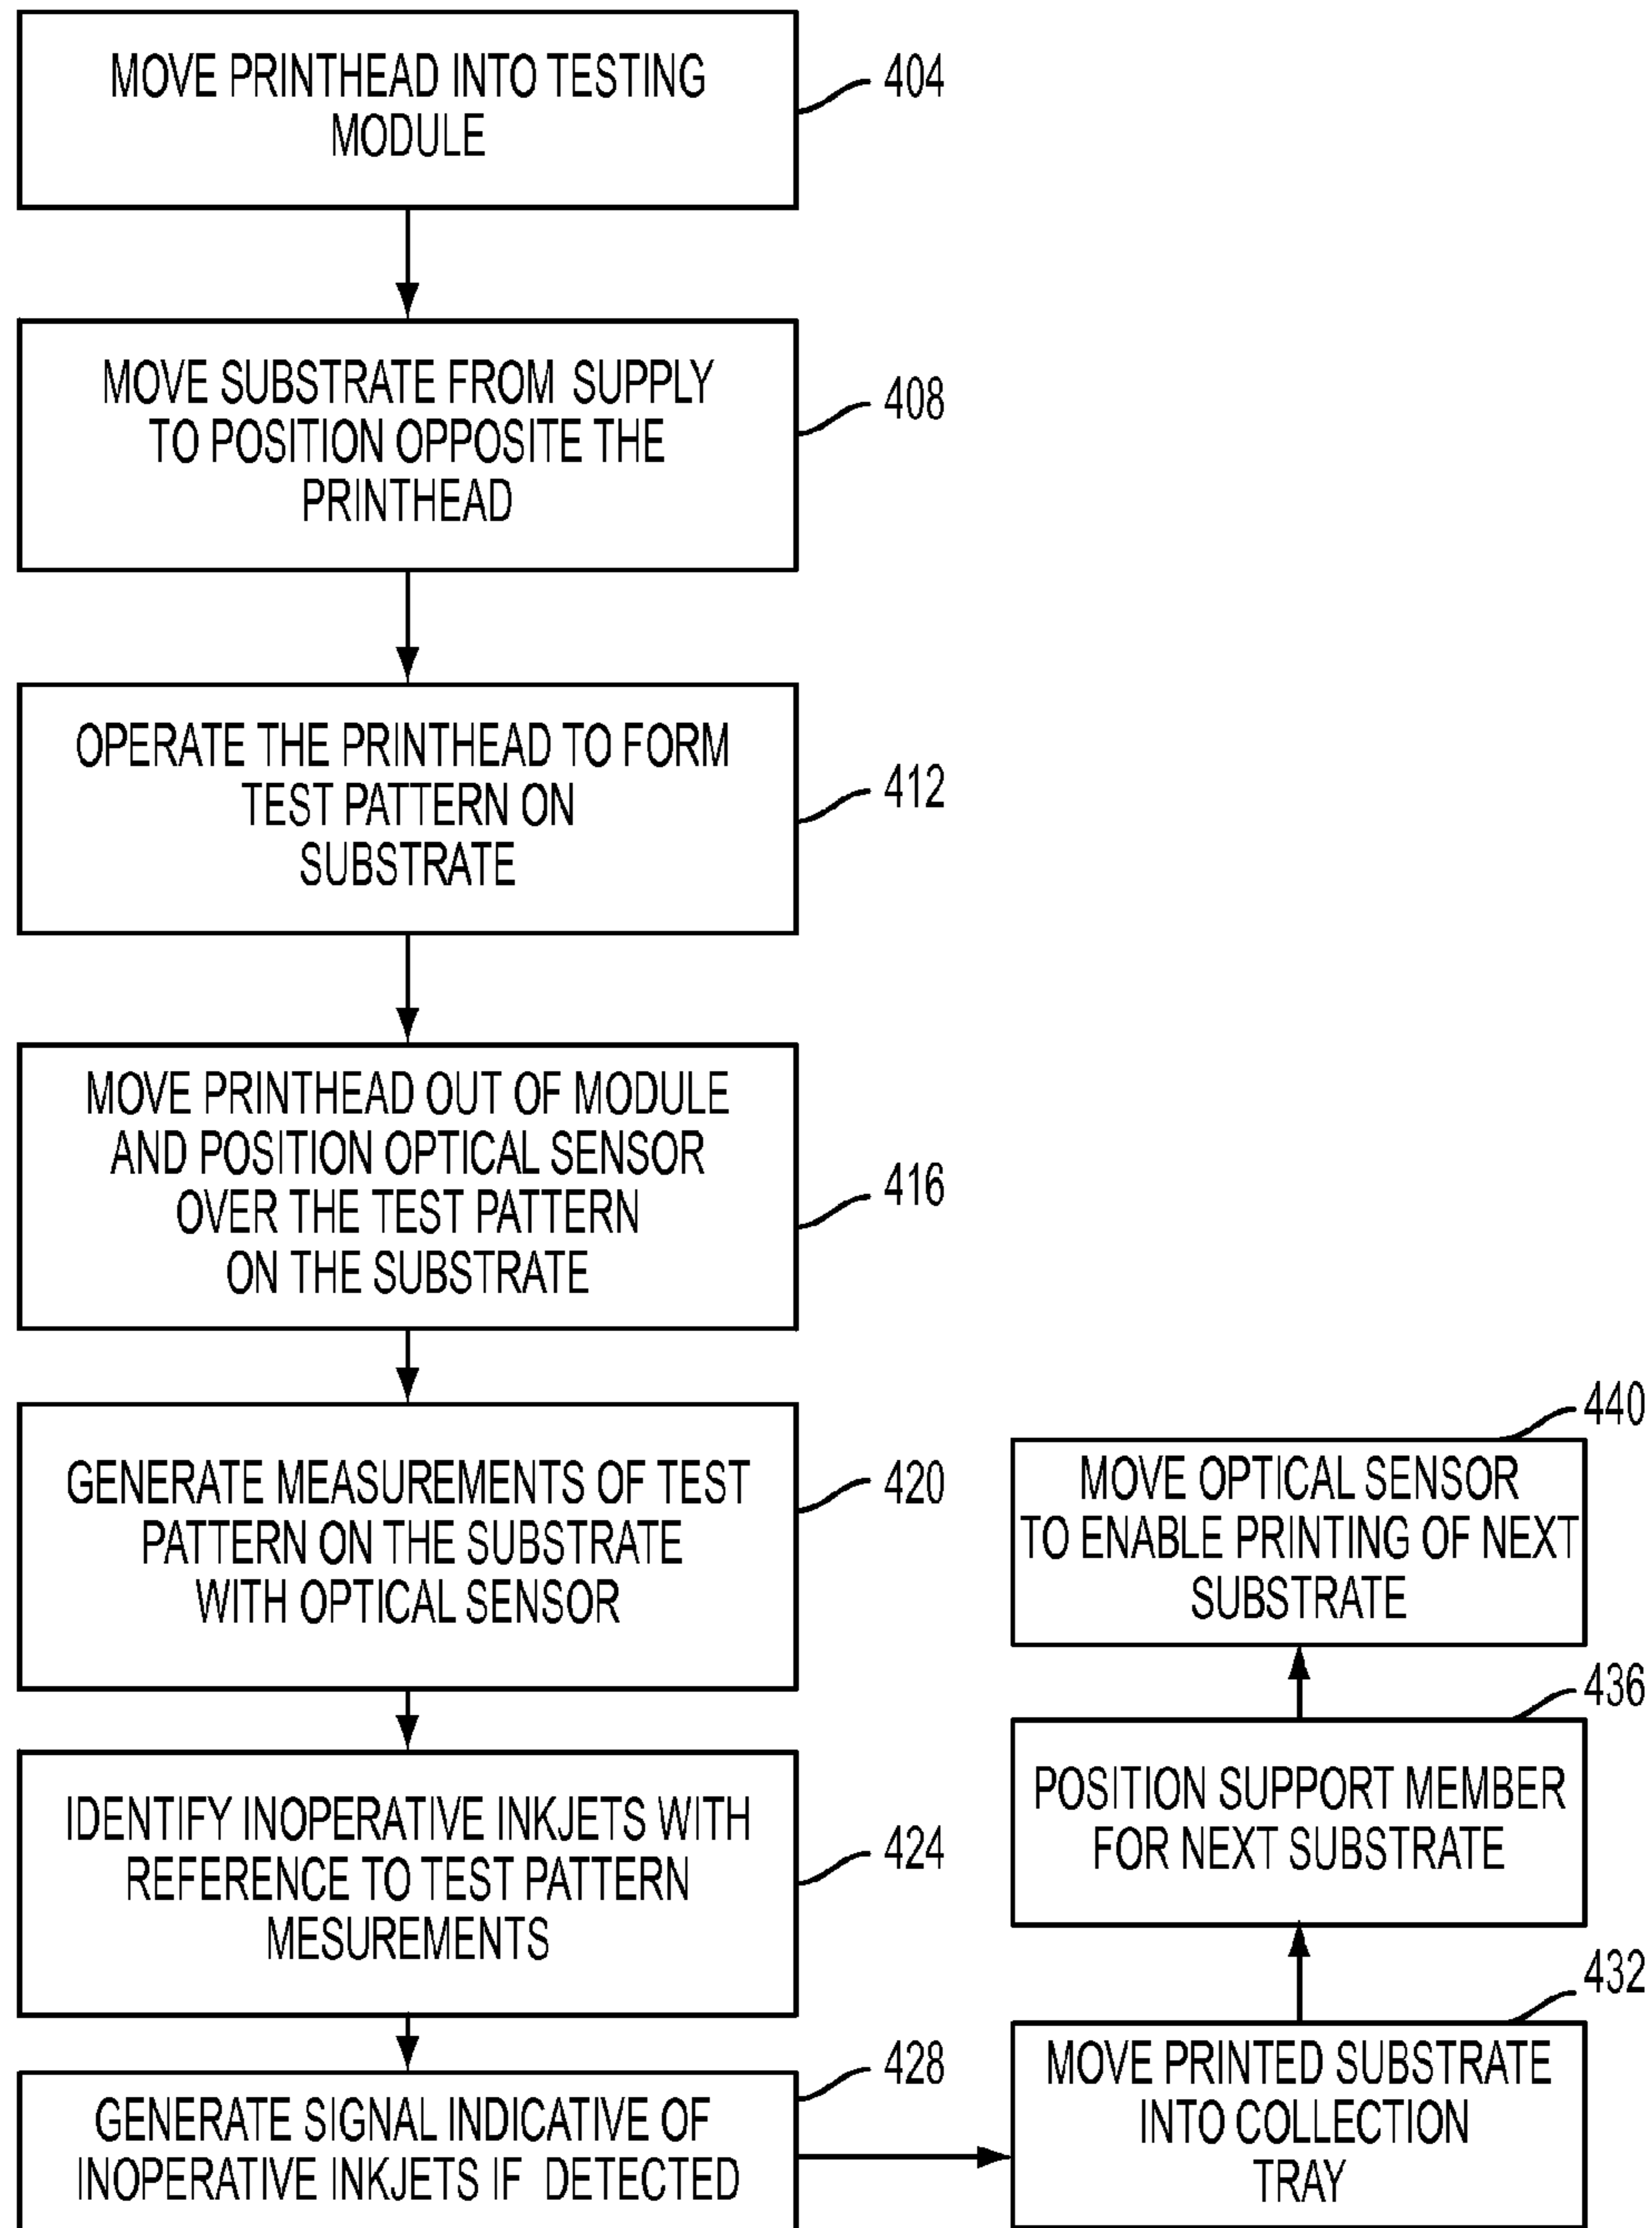 MOVE PRINTHEAD INTO TESTING
MODULE
404
MOVE SUBSTRATE FROM SUPPLY
TO POSITION OPPOSITE THE
PRINTHEAD
408
OPERATE THE PRINTHEAD TO FORM
TEST PATTERN ON
SUBSTRATE
412
MOVE PRINTHEAD OUT OF MODULE
AND POSITION OPTICAL SENSOR
OVER THE TEST PATTERN
ON THE SUBSTRATE
416
GENERATE MEASUREMENTS OF TEST
PATTERN ON THE SUBSTRATE
WITH OPTICAL SENSOR
420
IDENTIFY INOPERATIVE INKJETS WITH
REFERENCE TO TEST PATTERN
MESUREMENTS
424
GENERATE SIGNAL INDICATIVE OF
INOPERATIVE INKJETS IF DETECTED
428
MOVE PRINTED SUBSTRATE
INTO COLLECTION
TRAY
432
POSITION SUPPORT MEMBER
FOR NEXT SUBSTRATE
436
MOVE OPTICAL SENSOR
TO ENABLE PRINTING OF NEXT
SUBSTRATE
440